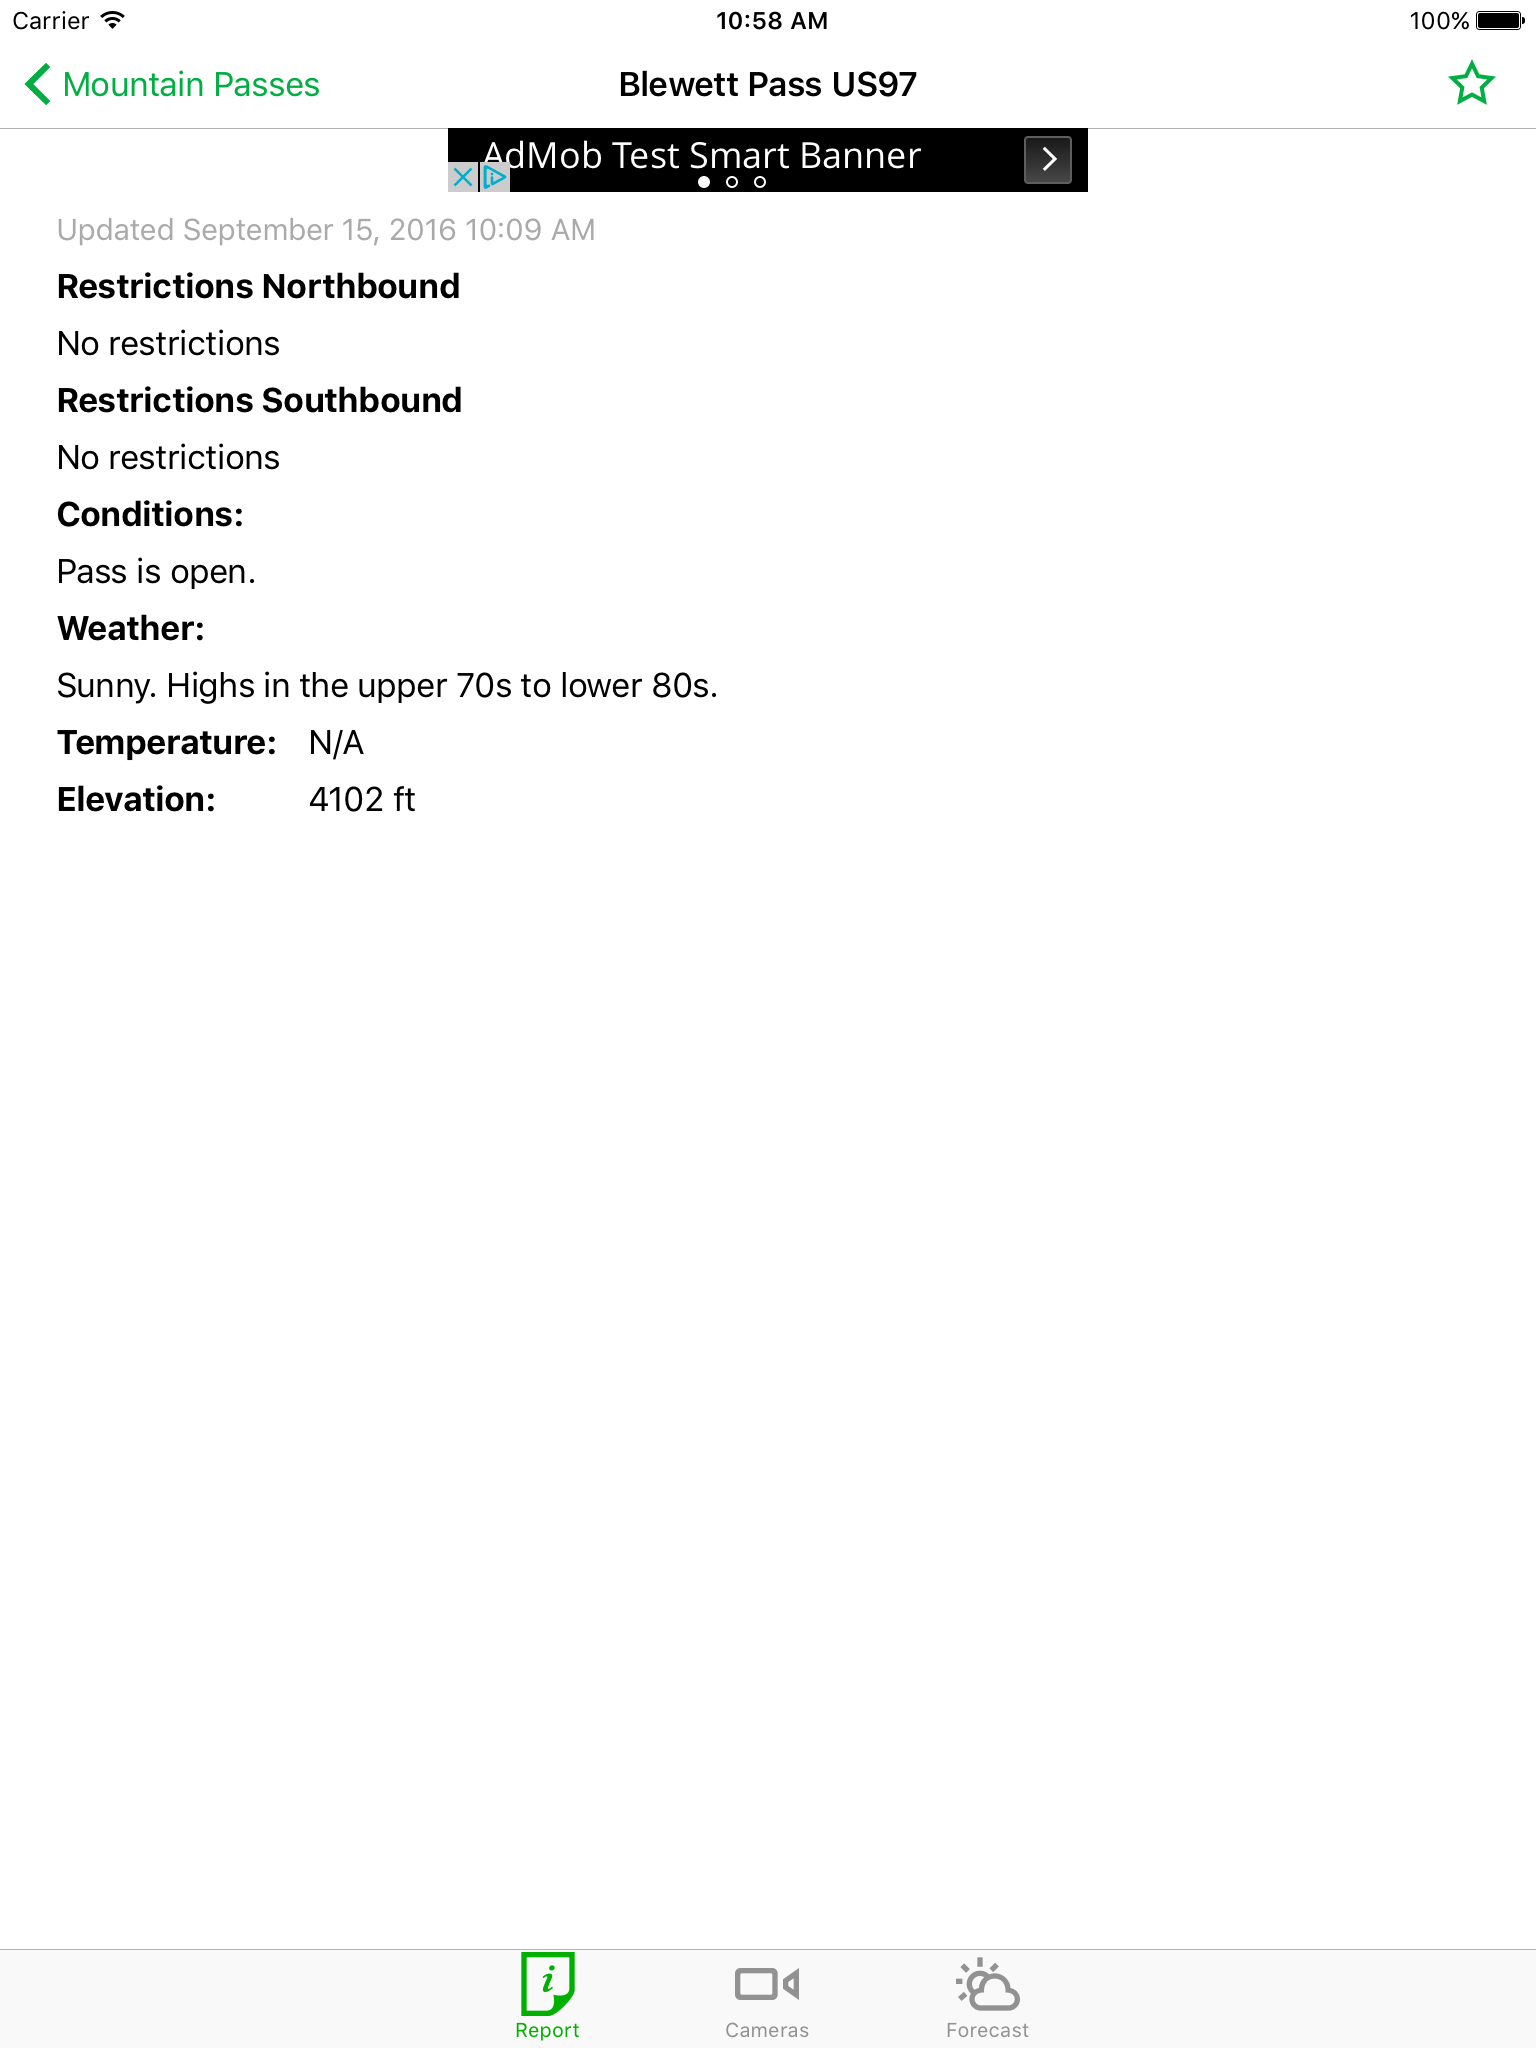 Carrier 10:58 AM 100%
Mountain Passes Blewett Pass US97
AdMob Test Smart Banner
Updated September 15, 2016 10:09 AM
Restrictions Northbound
No restrictions
Restrictions Southbound
No restrictions
Conditions:
Pass is open.
Weather:
Sunny. Highs in the upper 70s to lower 80s.
Temperature: N/A
Elevation: 4102 ft
Report Cameras Forecast